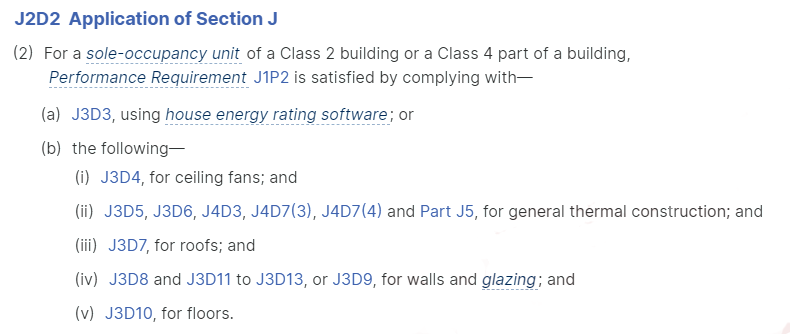 J2D2 Application of Section J
(2) For a sole-occupancy unit of a Class 2 building or a Class 4 part of a building,
Performance Requirement J1P2 is satisfied by complying with—
(a) J3D3, using house energy rating software; or
(b) the following—
(i) J3D4, for ceiling fans; and
(ii) J3D5, J3D6, J4D3, J4D7(3), J4D7(4) and Part J5, for general thermal construction; and
(iii) J3D7, for roofs; and
(iv) J3D8 and J3D11 to J3D13, or J3D9, for walls and glazing; and
(v) J3D10, for floors.